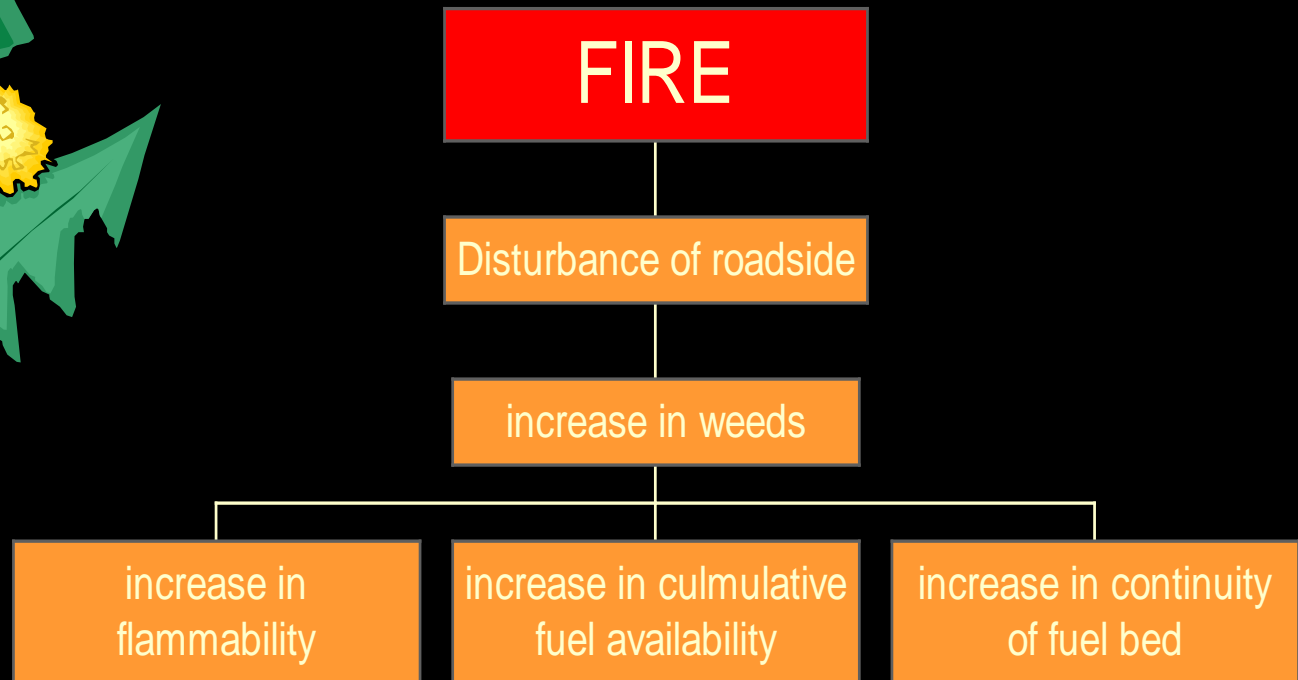 FIRE
Disturbance of roadside
increase in weeds
increase in
flammability
increase in culmulative
fuel availability
increase in continuity
of fuel bed